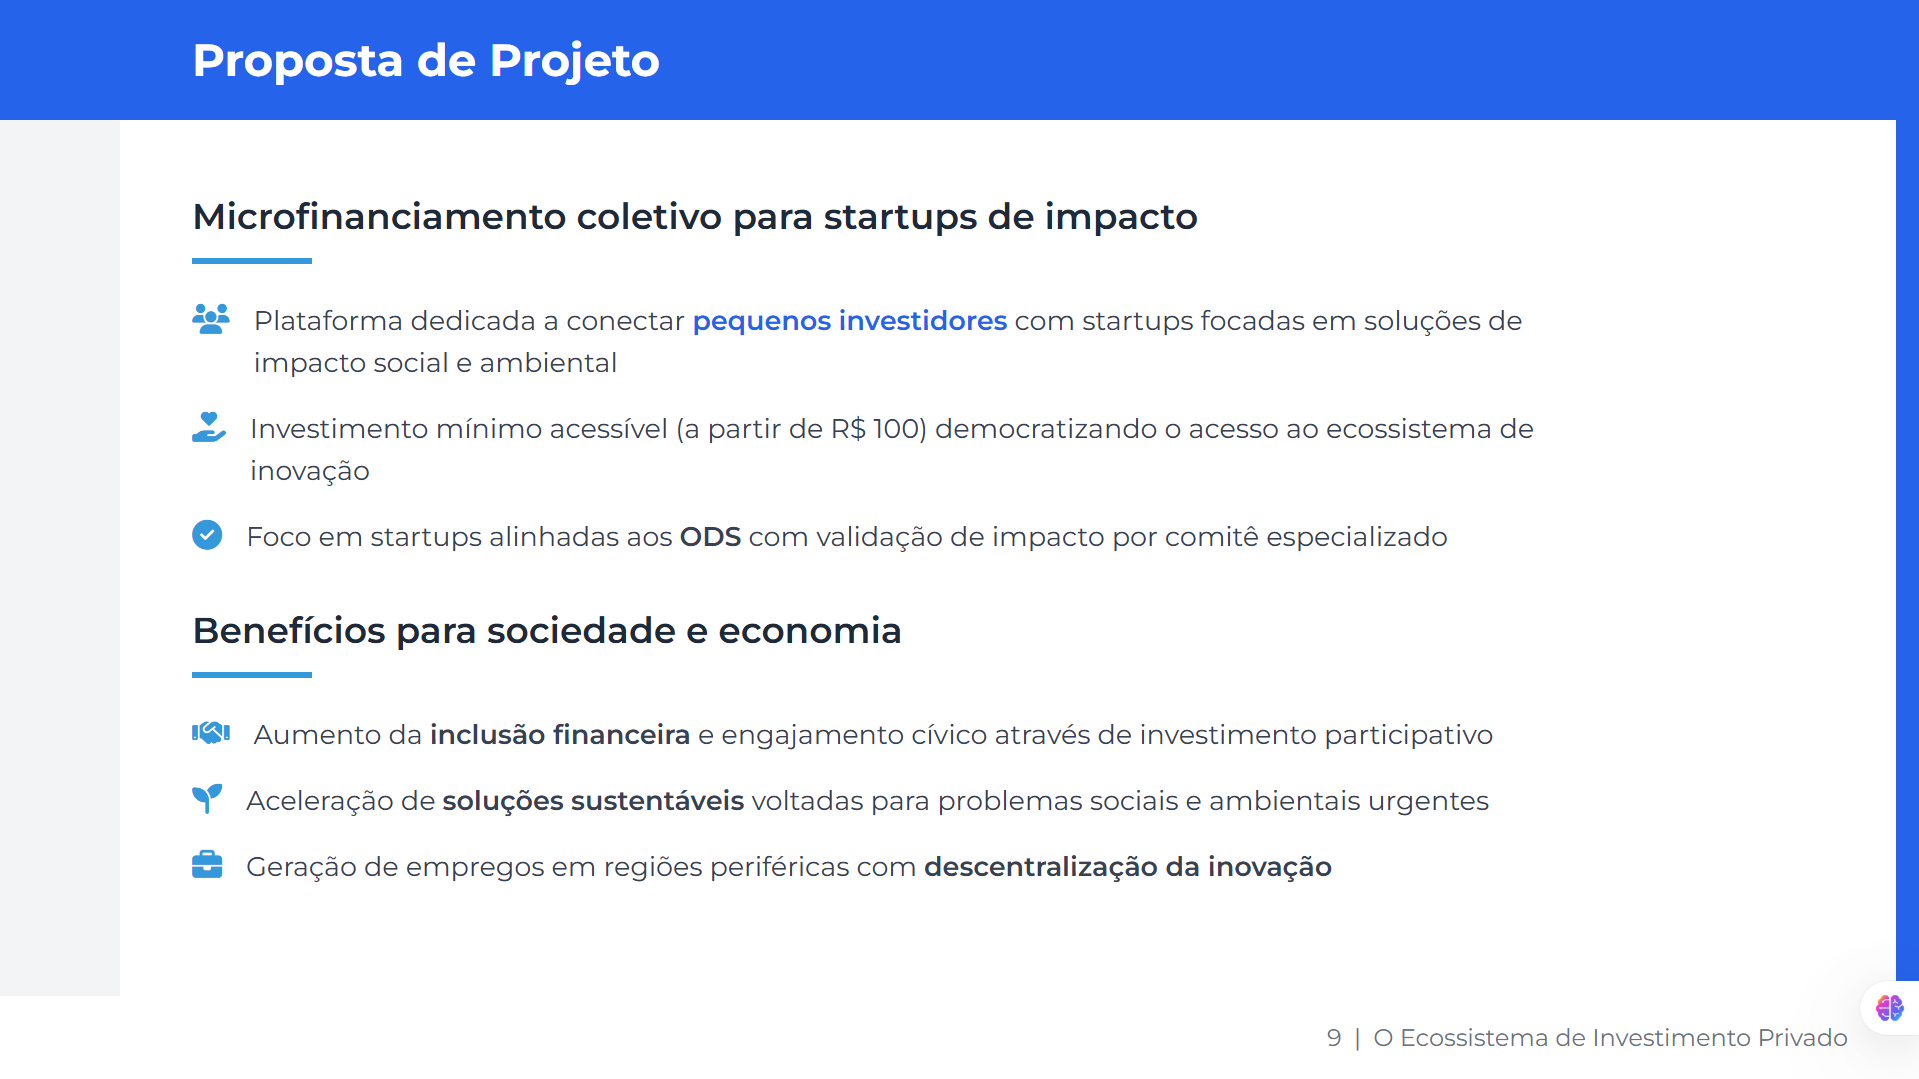 Proposta de Projeto
Microfinanciamento coletivo para startups de impacto
Plataforma dedicada a conectar pequenos investidores com startups focadas em soluções de
impacto social e ambiental
Investimento mínimo acessível (a partir de R$ 100) democratizando o acesso ao ecossistema de
inovação
Foco em startups alinhadas aos ODS com validação de impacto por comitê especializado
Benefícios para sociedade e economia
Aumento da inclusão financeira e engajamento cívico através de investimento participativo
Aceleração de soluções sustentáveis voltadas para problemas sociais e ambientais urgentes
Geração de empregos em regiões periféricas com descentralização da inovação
9 | O Ecossistema de Investimento Privado